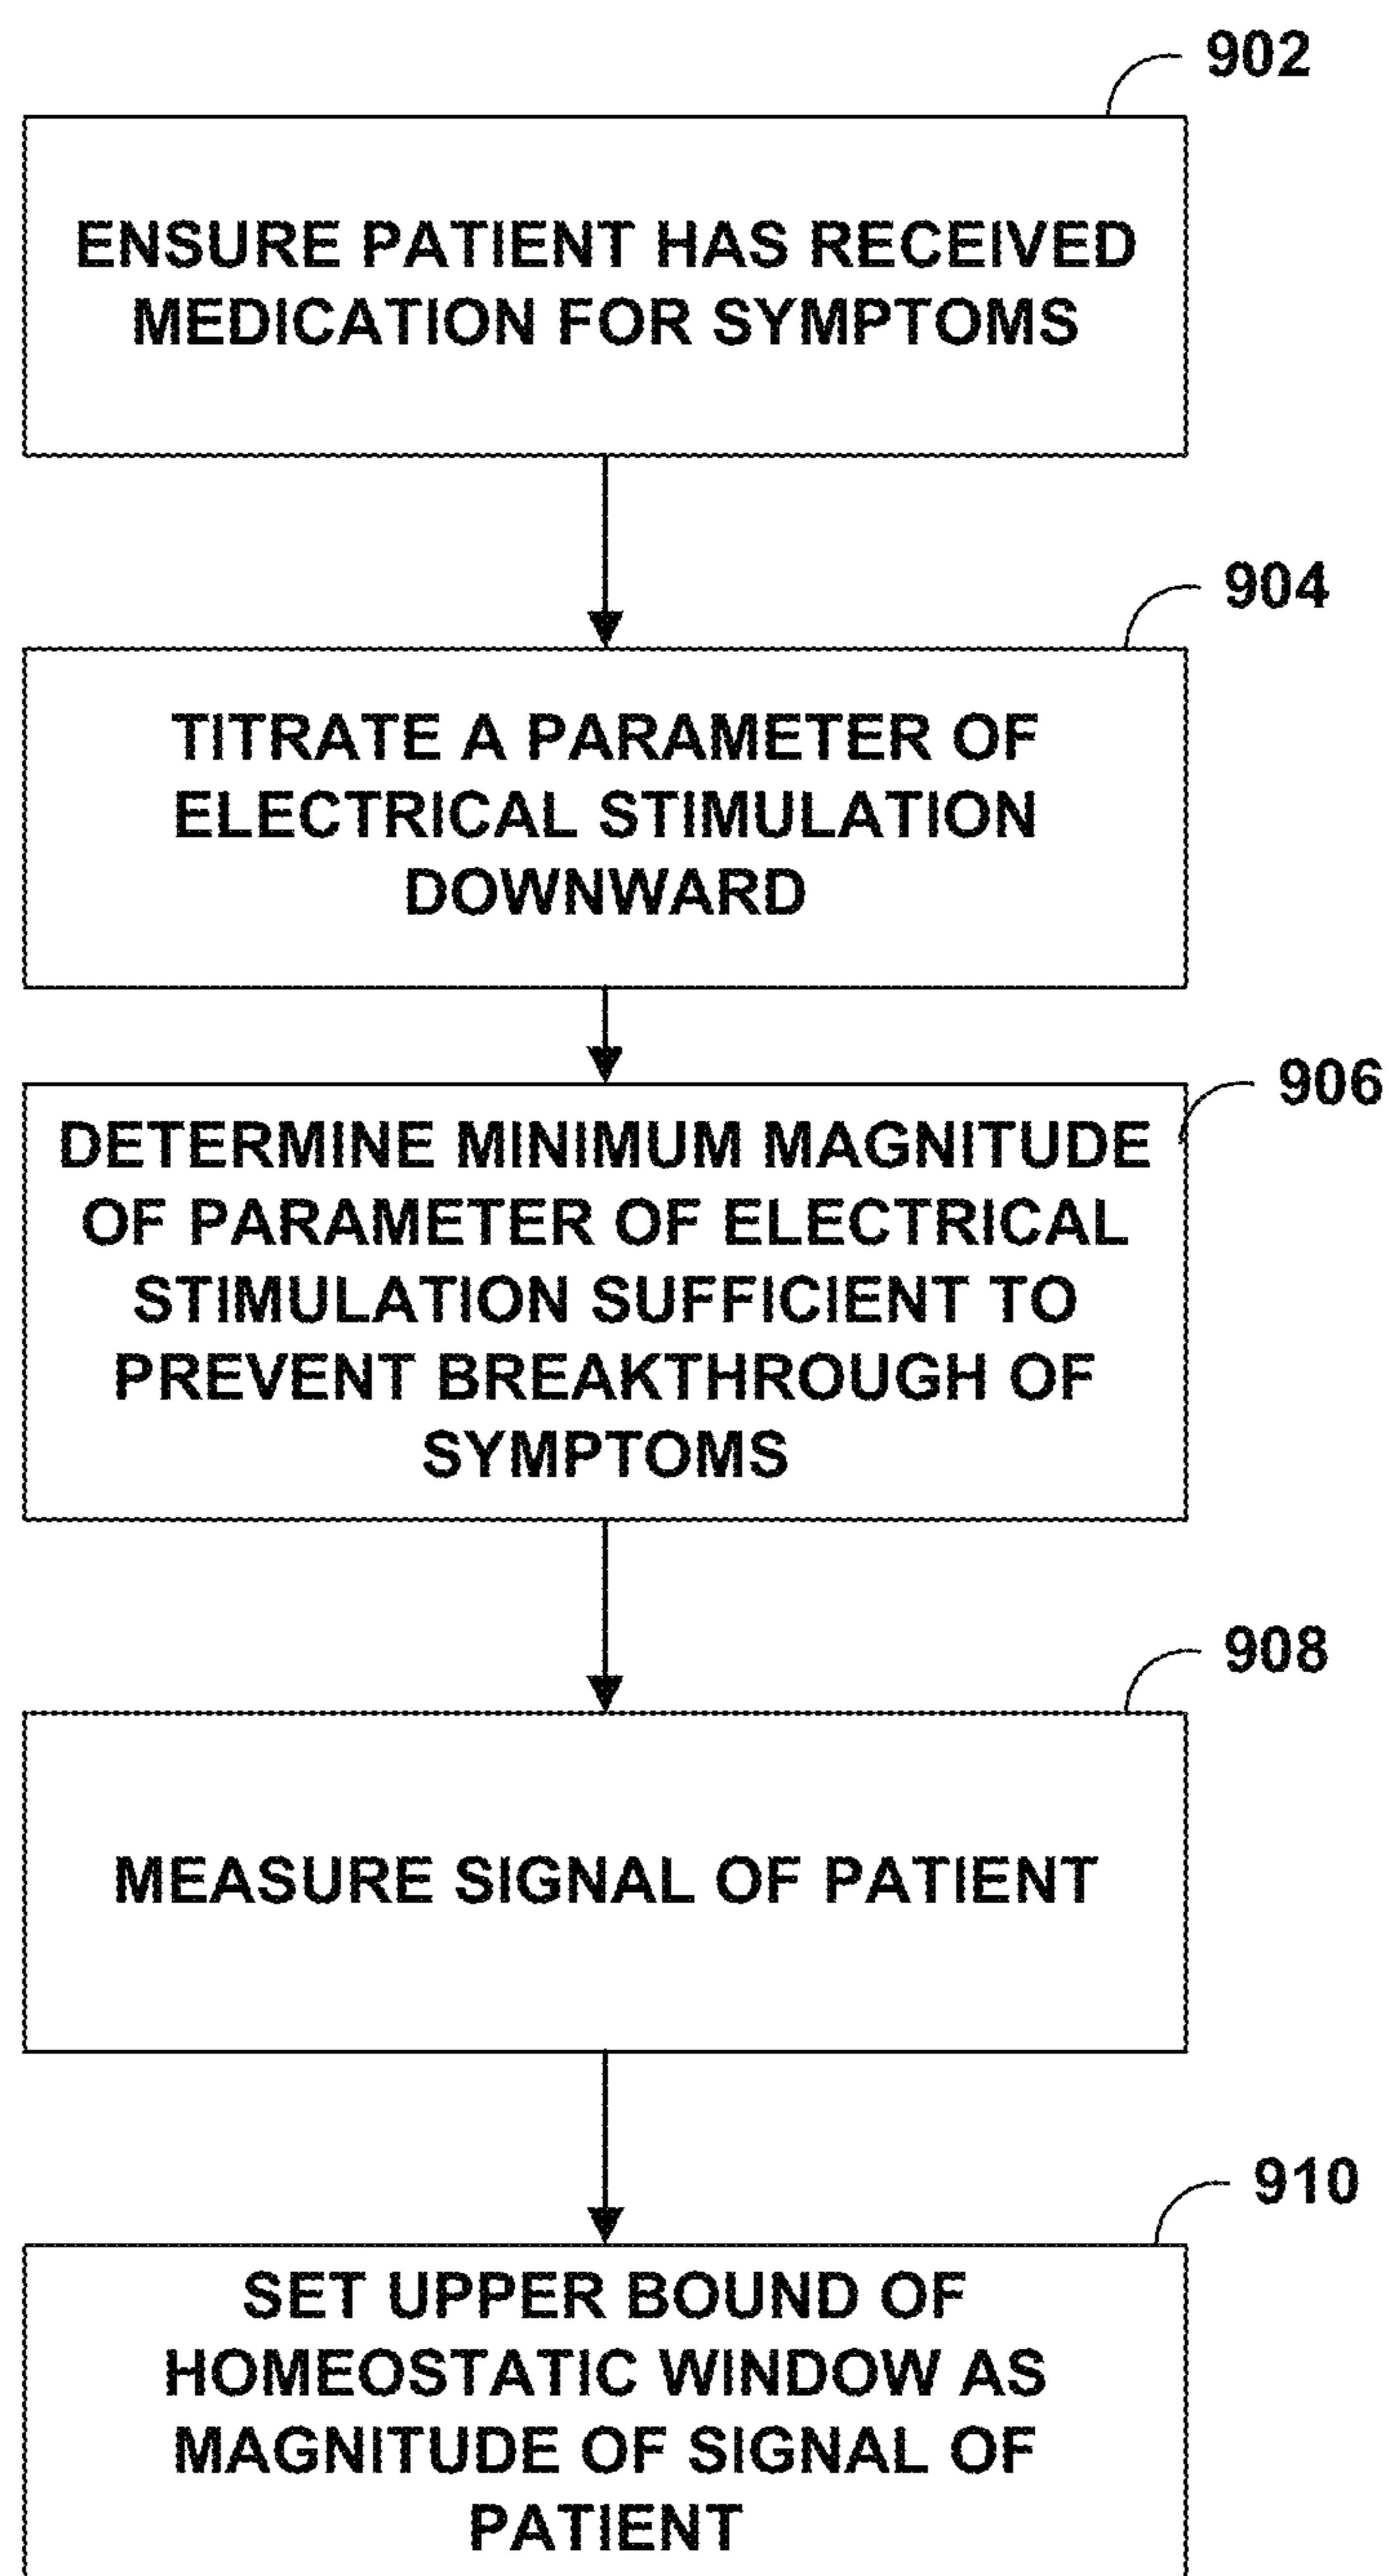 902
ENSURE PATIENT HAS RECEIVED
MEDICATION FOR SYMPTOMS
904
TITRATE A PARAMETER OF
ELECTRICAL STIMULATION
DOWNWARD
906
DETERMINE MINIMUM MAGNITUDE
OF PARAMETER OF ELECTRICAL
STIMULATION SUFFICIENT TO
PREVENT BREAKTHROUGH OF
SYMPTOMS
908
MEASURE SIGNAL OF PATIENT
910
SET UPPER BOUND OF
HOMEOSTATIC WINDOW AS
MAGNITUDE OF SIGNAL OF
PATIENT